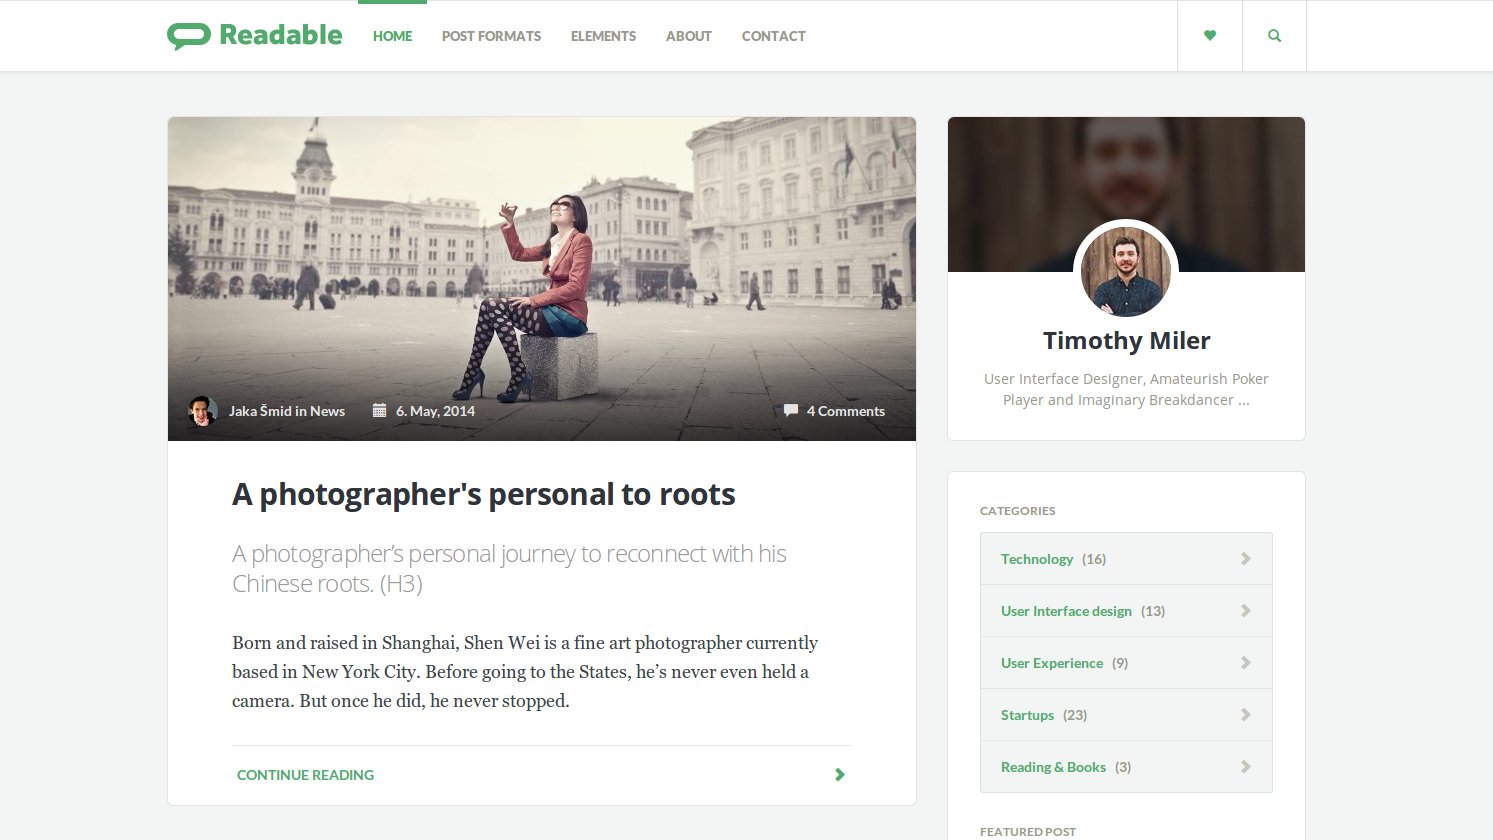 Readable
HOME
POST FORMATS
ELEMENTS
ABOUT
CONTACT
Jaka Šmid in News
6. May, 2014
4 Comments
A photographer's personal to roots
A photographer’s personal journey to reconnect with his
Chinese roots. (H3)
Born and raised in Shanghai, Shen Wei is a fine art photographer currently
based in New York City. Before going to the States, he’s never even held a
camera. But once he did, he never stopped.
CONTINUE READING
Timothy Miler
User Interface Designer, Amateurish Poker
Player and Imaginary Breakdancer ...
CATEGORIES
Technology (16)
User Interface design (13)
User Experience (9)
Startups (23)
Reading & Books (3)
FEATURED POST